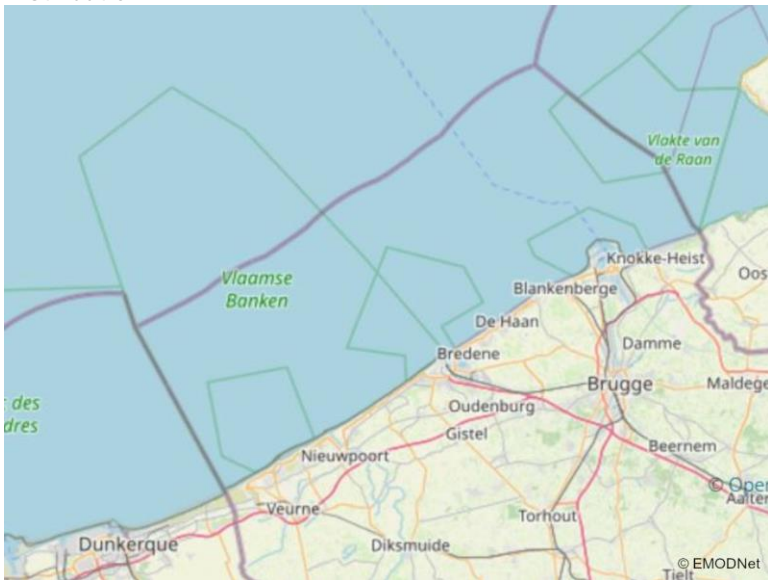 Vlakte van
de Raan
Knokke-Heist
Oos
Vlaamse
Banken
Blankenberge
De Haan
Damme
Bredene
Brugge
Maldege
des
dres
Oudenburg
Gistel
Beernem
Nieuwpoort
© Open
Aalter
Veurne
Torhout
Dunkerque
Diksmuide
© EMODNet
Tielt